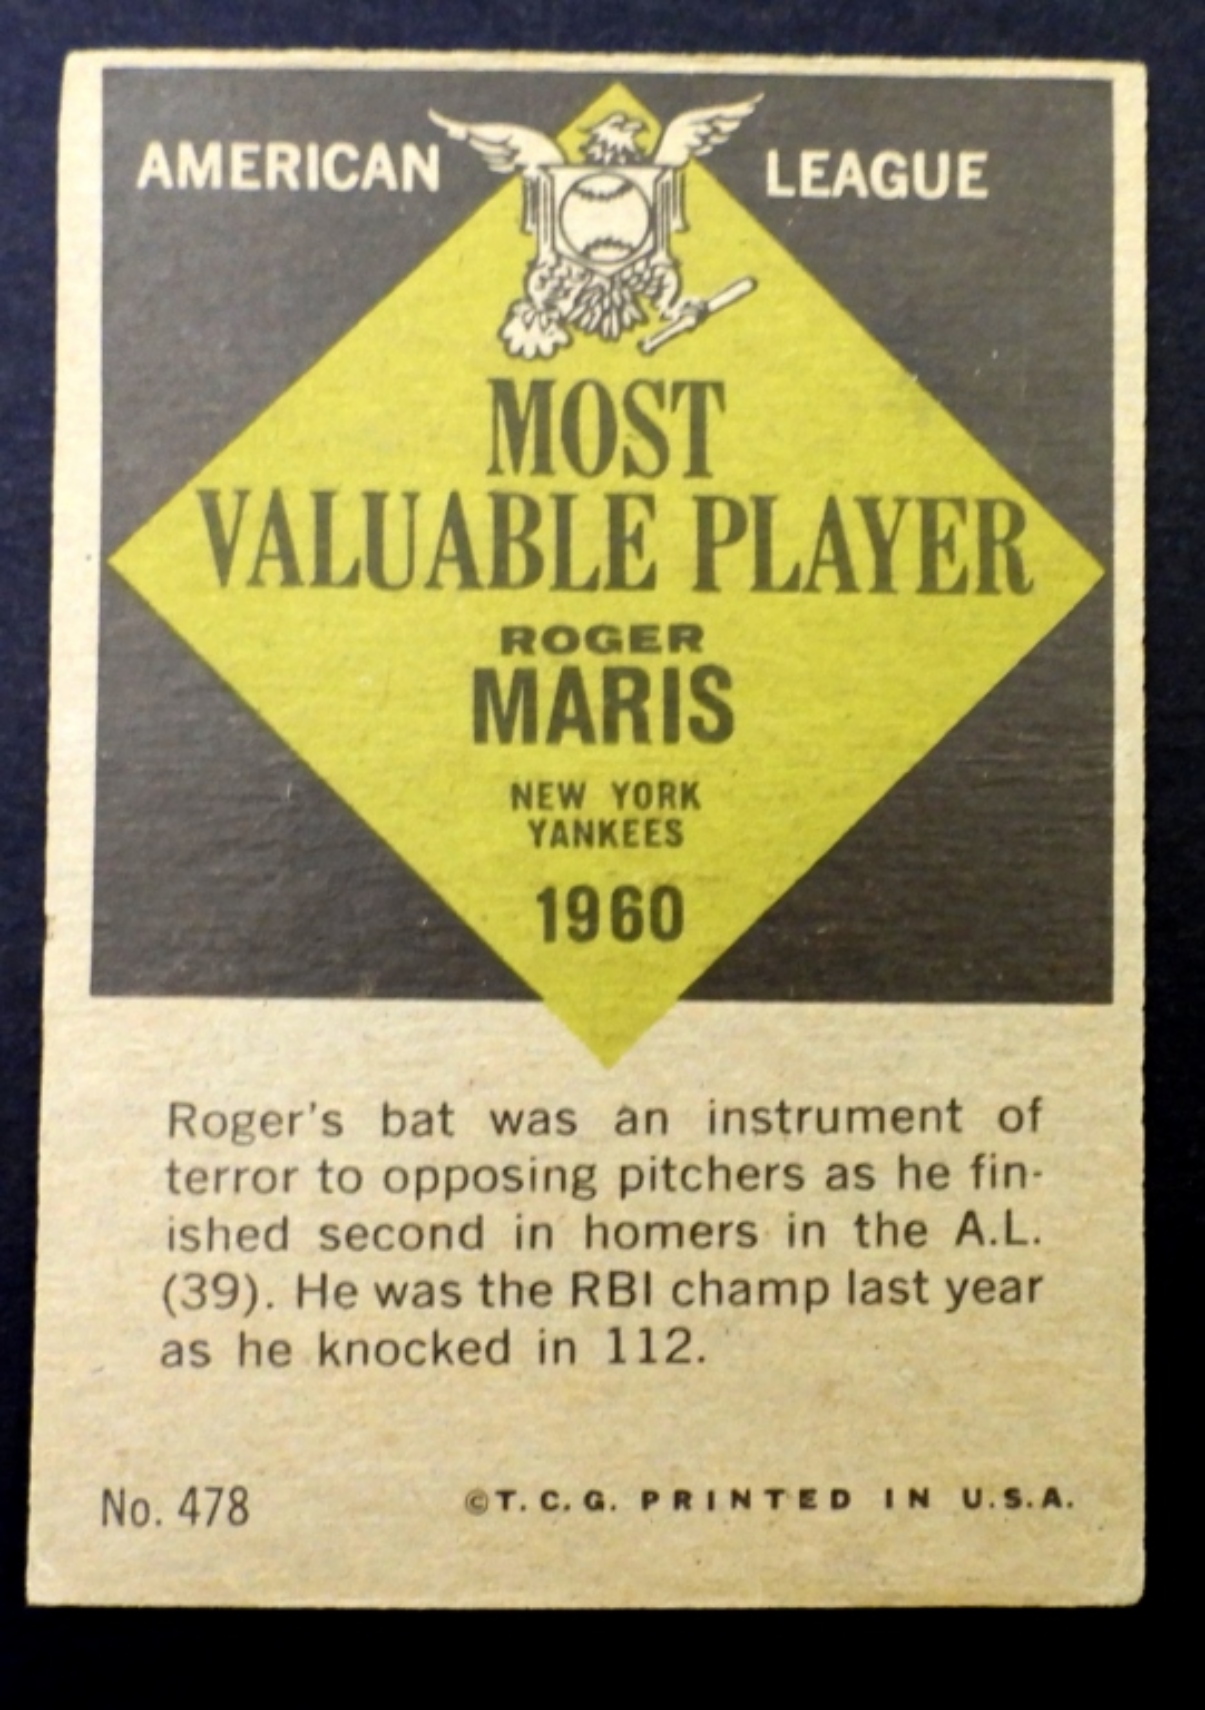 AMERICAN LEAGUE
MOST
VALUABLE PLAYER
ROGER
MARIS
NEW YORK
YANKEES
1960
Roger's bat was an instrument of
terror to opposing pitchers as he fin-
ished second in homers in the A.L.
(39). He was the RBI champ last year
as he knocked in 112.
No. 478 ©T.C.G. PRINTED IN U.S.A.